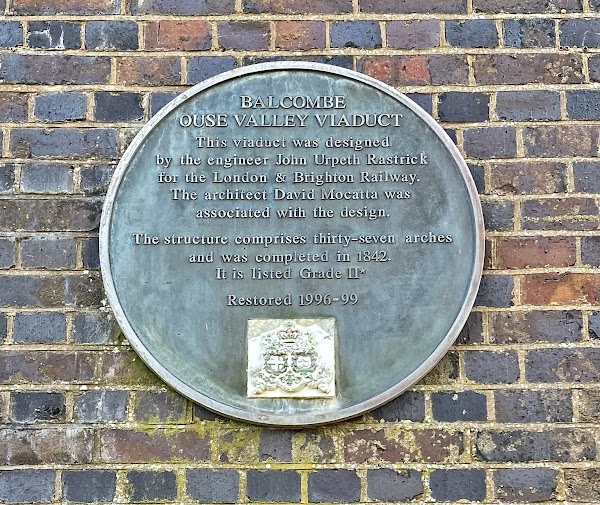 BALCOMBE
OUSE VALLEY VIADUCT
This viaduct was designed
by the engineer John Urpeth Rastrick
for the London & Brighton Railway.
The architect David Mocatta was
associated with the design.
The structure comprises thirty-seven arches
and was completed in 1842.
It is listed Grade II*
Restored 1996-99